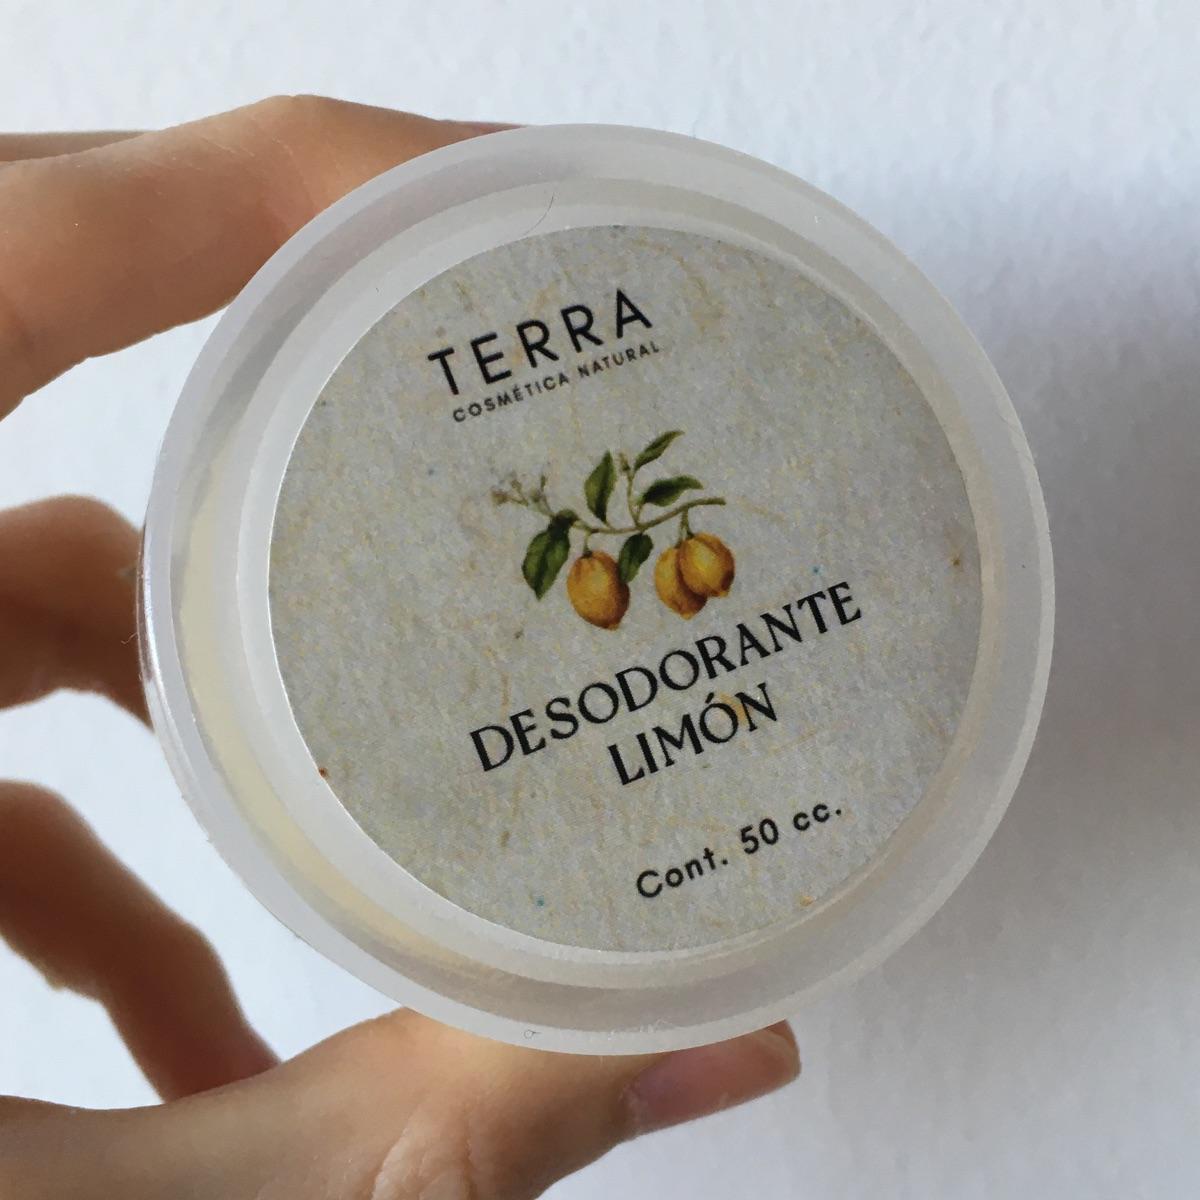 TERRA
COSMÉTICA NATURAL
DESODORANTE
LIMÓN
Cont. 50 cc.